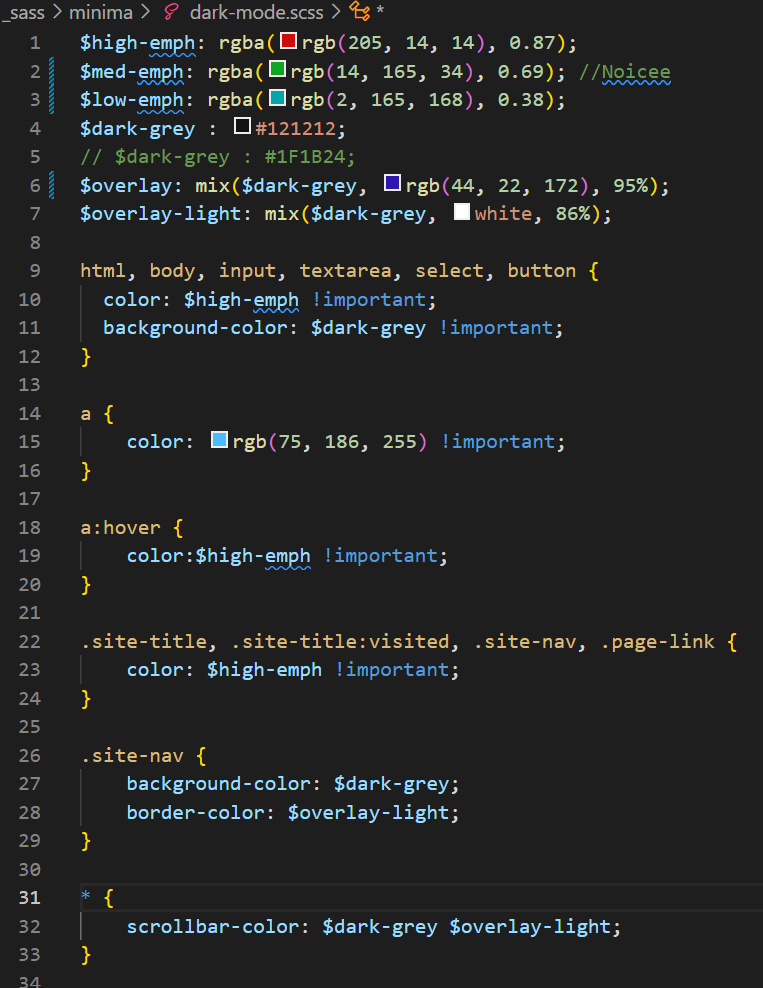 _sass > minima > dark-mode.scss > *
1 $high-emph: rgba(rgb(205, 14, 14), 0.87);
2 $med-emph: rgba(rgb(14, 165, 34), 0.69); //Noicee
3 $low-emph: rgba(rgb(2, 165, 168), 0.38);
4 $dark-grey : #121212;
5 // $dark-grey : #1F1B24;
6 $overlay: mix($dark-grey, rgb(44, 22, 172), 95%);
7 $overlay-light: mix($dark-grey, white, 86%);
8
9 html, body, input, textarea, select, button {
10 color: $high-emph !important;
11 background-color: $dark-grey !important;
12 }
13
14 a {
15 color: rgb(75, 186, 255) !important;
16 }
17
18 a:hover {
19 color:$high-emph !important;
20 }
21
22 .site-title, .site-title:visited, .site-nav, .page-link {
23 color: $high-emph !important;
24 }
25
26 .site-nav {
27 background-color: $dark-grey;
28 border-color: $overlay-light;
29 }
30
31 * {
32 scrollbar-color: $dark-grey $overlay-light;
33 }
34